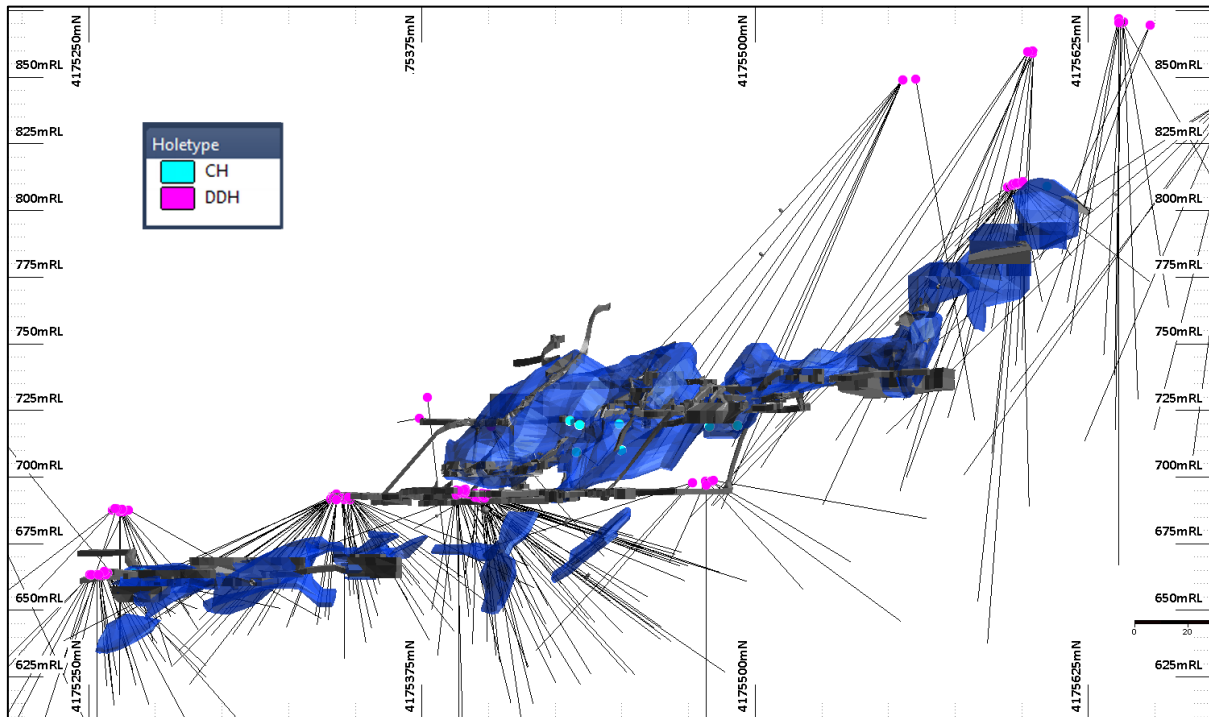 4175250mN
.75375mN
4175500mN
4175625mN
850mRL
850mRL
825mRL
825mRL
Holetype
CH
DDH
800mRL
800mRL
775mRL
775mRL
750mRL
750mRL
725mRL
725mRL
700mRL
700mRL
675mRL
675mRL
650mRL
650mRL
0 20
625mRL
625mRL
4175250mN
4175375mN
4175500mN
4175625mN